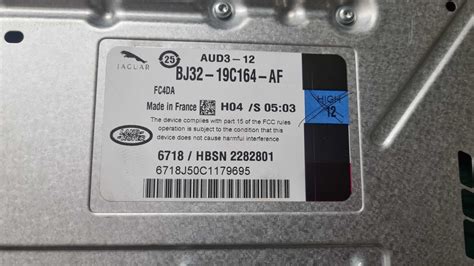 JAGUAR
25
AUD3-12
BJ32-19C164-AF
FC4DA
Made in France
H04 /S 05:03
HIGH
12
The device complies with part 15 of the FCC rules
operation is subject to the condition that this
device does not cause harmful interference
6718 / HBSN 2282801
6718J50C1179695